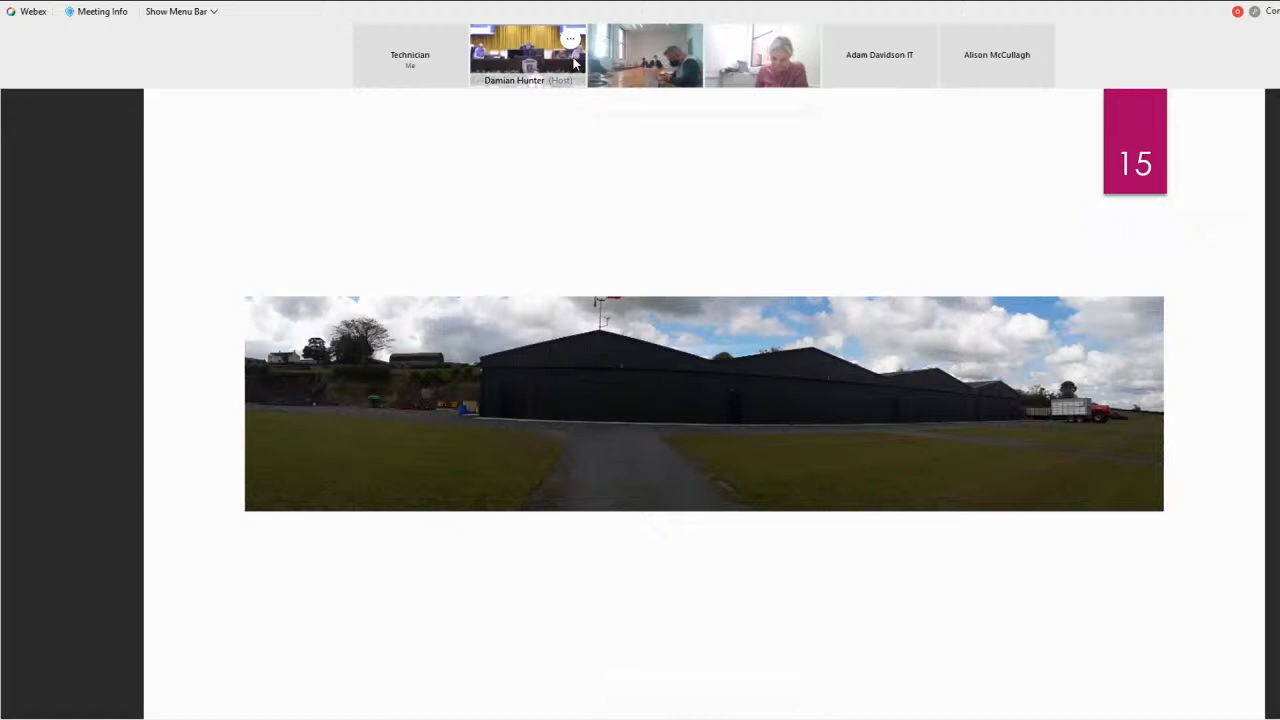 Webex
Meeting Info
Show Menu Bar
Technician
Me
Damian Hunter (Host)
Adam Davidson IT
Alison McCullagh
15